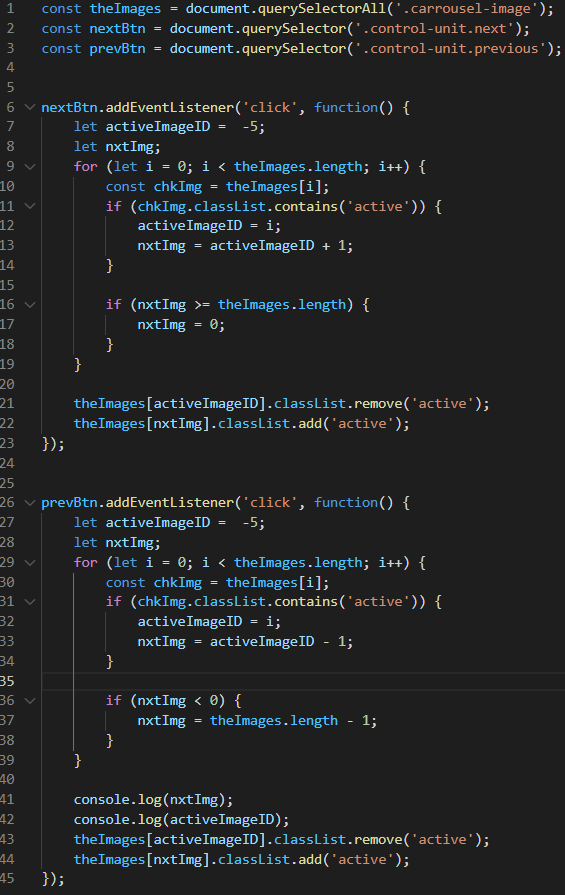 1 const theImages = document.querySelectorAll('.carrousel-image');
2 const nextBtn = document.querySelector('.control-unit.next');
3 const prevBtn = document.querySelector('.control-unit.previous');
4
5
6 nextBtn.addEventListener('click', function() {
7     let activeImageID =  -5;
8     let nxtImg;
9     for (let i = 0; i < theImages.length; i++) {
10         const chkImg = theImages[i];
11         if (chkImg.classList.contains('active')) {
12             activeImageID = i;
13             nxtImg = activeImageID + 1;
14         }
15
16         if (nxtImg >= theImages.length) {
17             nxtImg = 0;
18         }
19     }
20
21     theImages[activeImageID].classList.remove('active');
22     theImages[nxtImg].classList.add('active');
23 });
24
25
26 prevBtn.addEventListener('click', function() {
27     let activeImageID =  -5;
28     let nxtImg;
29     for (let i = 0; i < theImages.length; i++) {
30         const chkImg = theImages[i];
31         if (chkImg.classList.contains('active')) {
32             activeImageID = i;
33             nxtImg = activeImageID - 1;
34         }
35
36         if (nxtImg < 0) {
37             nxtImg = theImages.length - 1;
38         }
39     }
40
41     console.log(nxtImg);
42     console.log(activeImageID);
43     theImages[activeImageID].classList.remove('active');
44     theImages[nxtImg].classList.add('active');
45 });